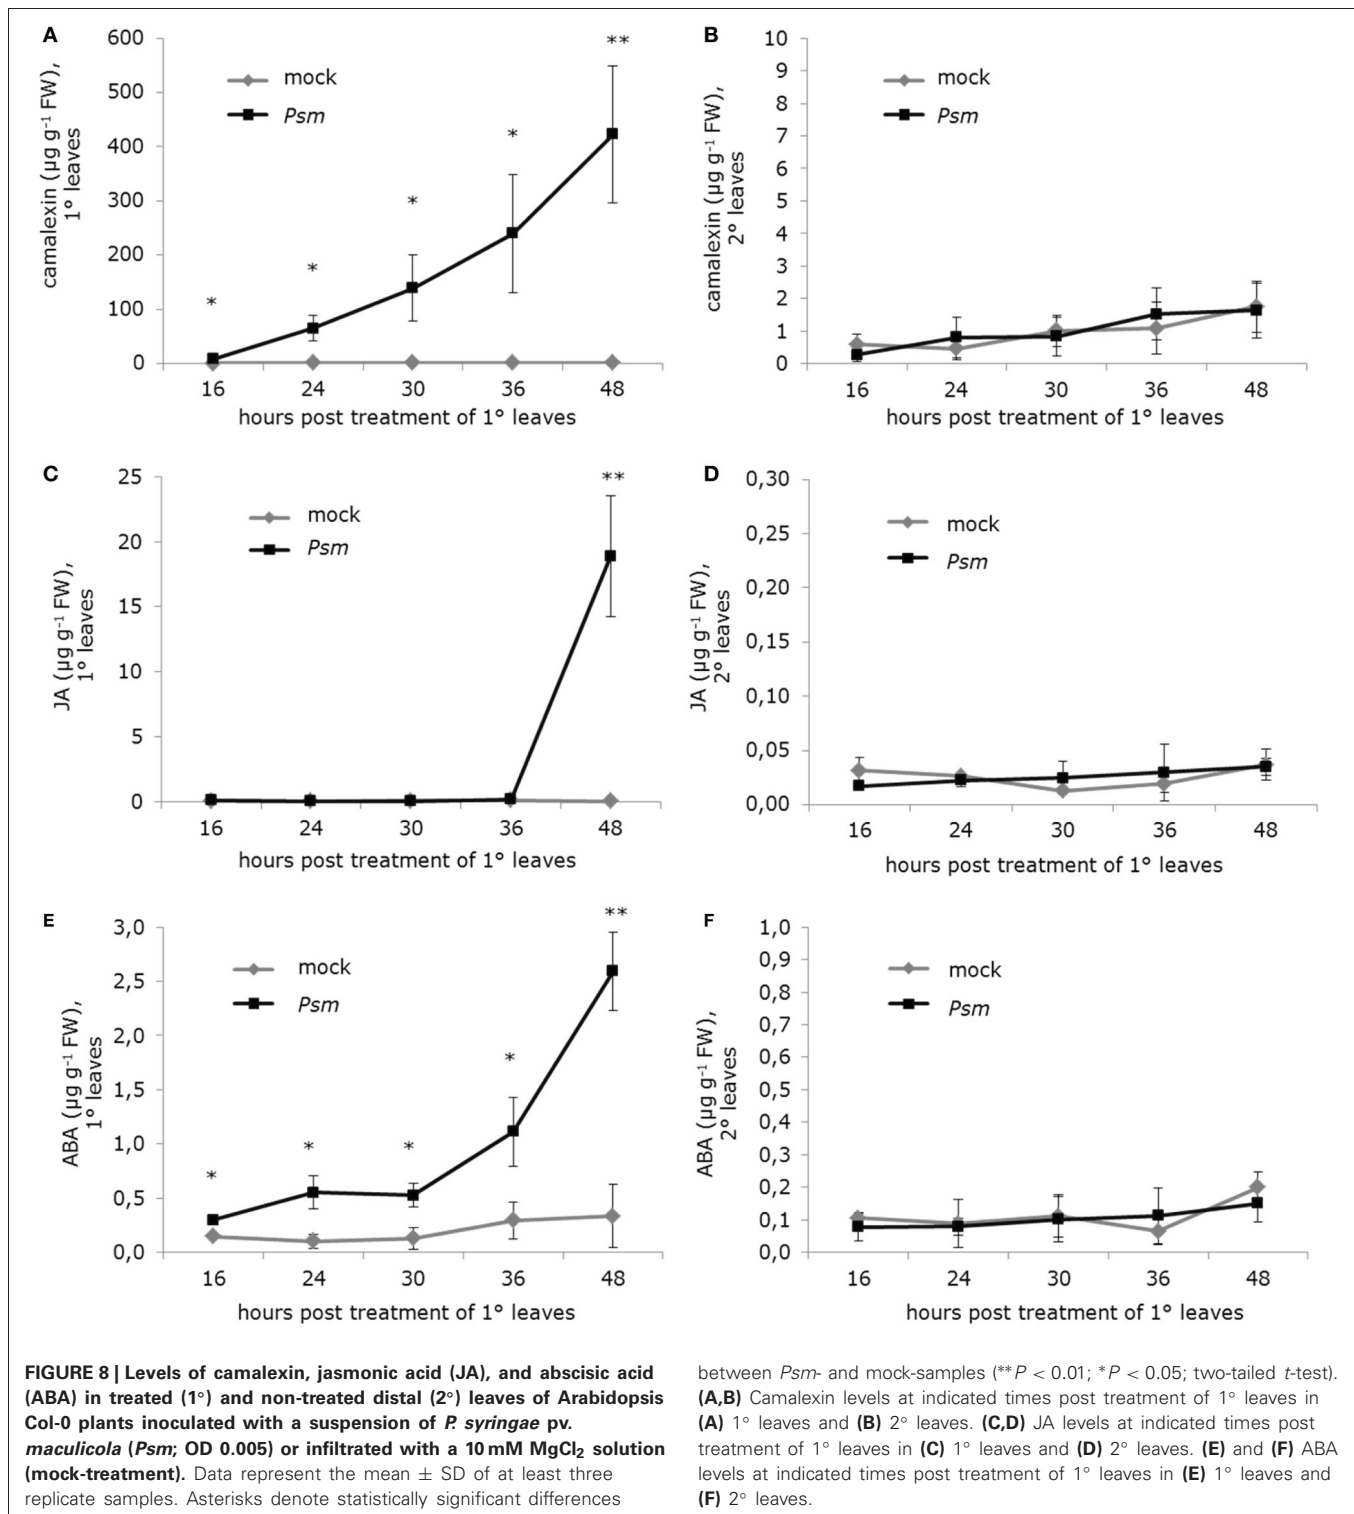 A
600
500
400
300
200
100
0
camalexin (µg g⁻¹ FW),
1° leaves
mock
Psm
*
*
*
*
**
16 24 30 36 48
hours post treatment of 1° leaves
B
10
9
8
7
6
5
4
3
2
1
0
camalexin (µg g⁻¹ FW),
2° leaves
mock
Psm
16 24 30 36 48
hours post treatment of 1° leaves
C
25
20
15
10
5
0
JA (µg g⁻¹ FW),
1° leaves
mock
Psm
**
16 24 30 36 48
hours post treatment of 1° leaves
D
0,30
0,25
0,20
0,15
0,10
0,05
0,00
JA (µg g⁻¹ FW),
2° leaves
mock
Psm
16 24 30 36 48
hours post treatment of 1° leaves
E
3,0
2,5
2,0
1,5
1,0
0,5
0,0
ABA (µg g⁻¹ FW),
1° leaves
mock
Psm
*
*
*
*
**
16 24 30 36 48
hours post treatment of 1° leaves
F
1,0
0,9
0,8
0,7
0,6
0,5
0,4
0,3
0,2
0,1
0,0
ABA (µg g⁻¹ FW),
2° leaves
mock
Psm
16 24 30 36 48
hours post treatment of 1° leaves
FIGURE 8 | Levels of camalexin, jasmonic acid (JA), and abscisic acid
(ABA) in treated (1°) and non-treated distal (2°) leaves of Arabidopsis
Col-0 plants inoculated with a suspension of P. syringae pv.
maculicola (Psm; OD 0.005) or infiltrated with a 10 mM MgCl₂ solution
(mock-treatment). Data represent the mean ± SD of at least three
replicate samples. Asterisks denote statistically significant differences
between Psm- and mock-samples (**P < 0.01; *P < 0.05; two-tailed t-test).
(A,B) Camalexin levels at indicated times post treatment of 1° leaves in
(A) 1° leaves and (B) 2° leaves. (C,D) JA levels at indicated times post
treatment of 1° leaves in (C) 1° leaves and (D) 2° leaves. (E) and (F) ABA
levels at indicated times post treatment of 1° leaves in (E) 1° leaves and
(F) 2° leaves.